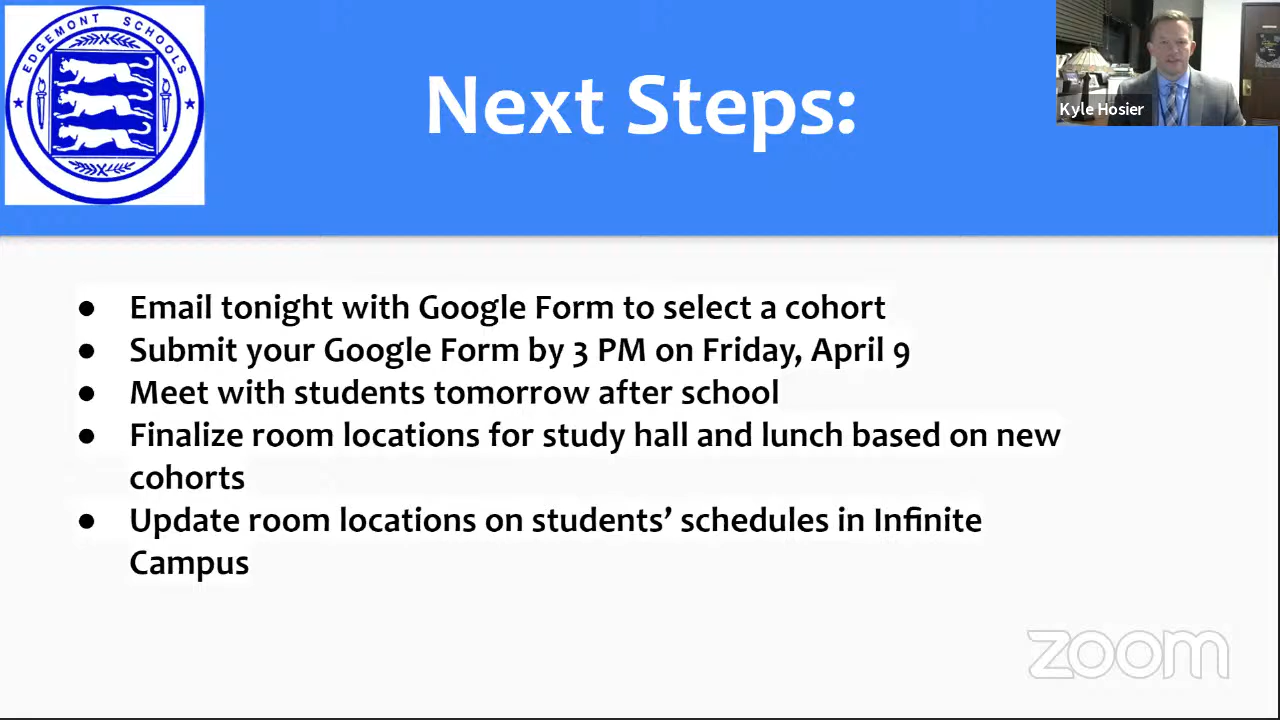 EDGEMONT SCHOOLS
Next Steps:
Kyle Hosier
● Email tonight with Google Form to select a cohort
● Submit your Google Form by 3 PM on Friday, April 9
● Meet with students tomorrow after school
● Finalize room locations for study hall and lunch based on new
cohorts
● Update room locations on students’ schedules in Infinite
Campus
zoom